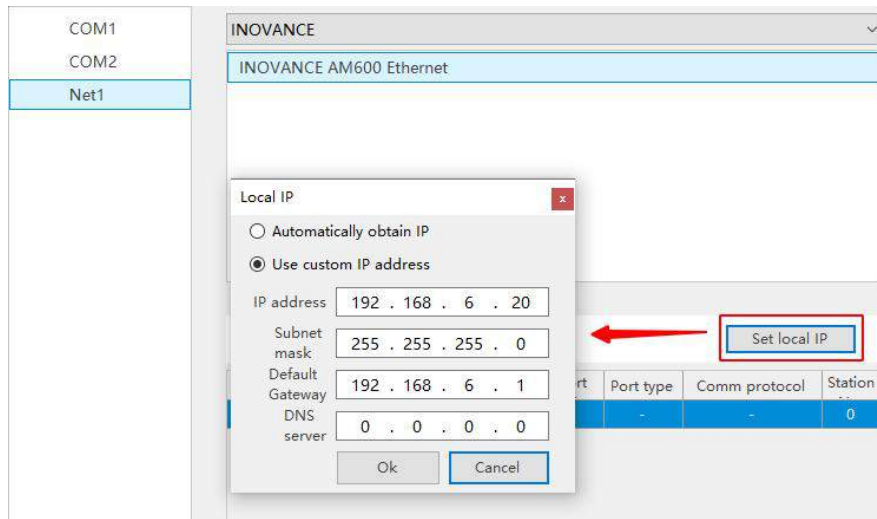 COM1
COM2
Net1
INOVANCE
INOVANCE AM600 Ethernet
Local IP
x
Automatically obtain IP
Use custom IP address
IP address 192 . 168 . 6 . 20
Subnet mask 255 . 255 . 255 . 0
Default Gateway 192 . 168 . 6 . 1
DNS server 0 . 0 . 0 . 0
Ok Cancel
Set local IP
Port type Comm protocol Station
- - 0